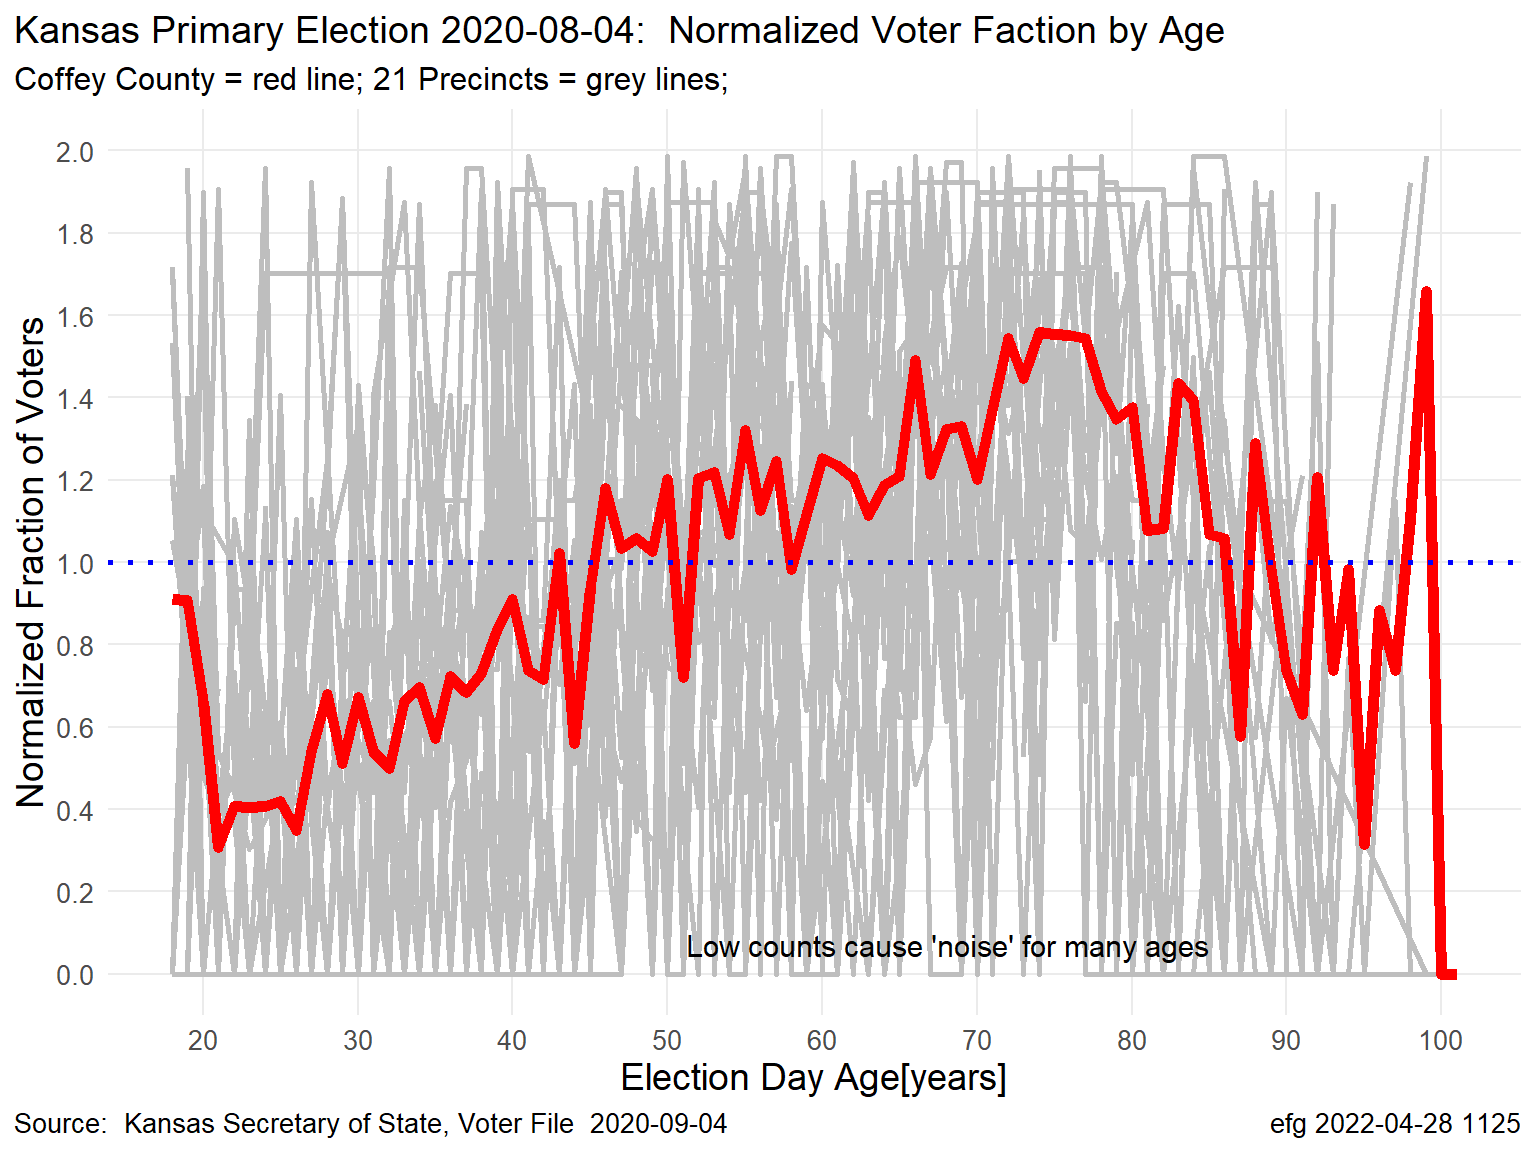 Kansas Primary Election 2020-08-04:  Normalized Voter Faction by Age
Coffey County = red line; 21 Precincts = grey lines;
Normalized Fraction of Voters
2.0
1.8
1.6
1.4
1.2
1.0
0.8
0.6
0.4
0.2
0.0
Low counts cause 'noise' for many ages
20 30 40 50 60 70 80 90 100
Election Day Age[years]
Source:  Kansas Secretary of State, Voter File  2020-09-04
efg 2022-04-28 1125